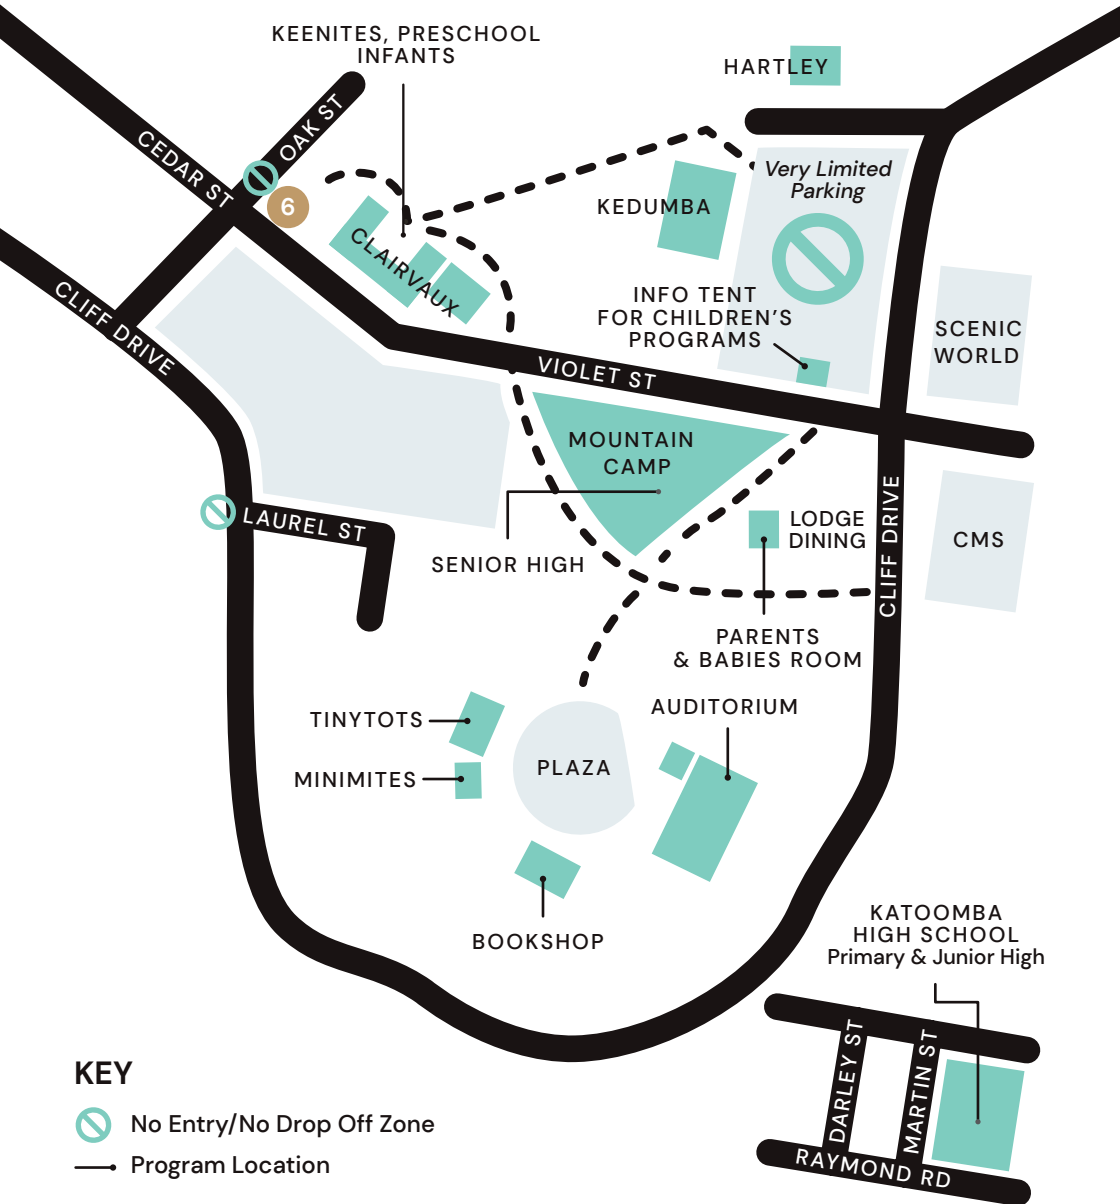 KEENITES, PRESCHOOL
INFANTS
HARTLEY
OAK ST
CEDAR ST
6
Very Limited
Parking
KEDUMBA
CLAIRVAUX
INFO TENT
FOR CHILDREN'S
PROGRAMS
CLIFF DRIVE
SCENIC
WORLD
VIOLET ST
MOUNTAIN
CAMP
LAUREL ST
SENIOR HIGH
LODGE
DINING
CLIFF DRIVE
CMS
PARENTS
& BABIES ROOM
TINYTOTS
AUDITORIUM
MINIMITES
PLAZA
BOOKSHOP
KATOOMBA
HIGH SCHOOL
Primary & Junior High
DARLEY ST
MARTIN ST
RAYMOND RD
KEY
No Entry/No Drop Off Zone
Program Location